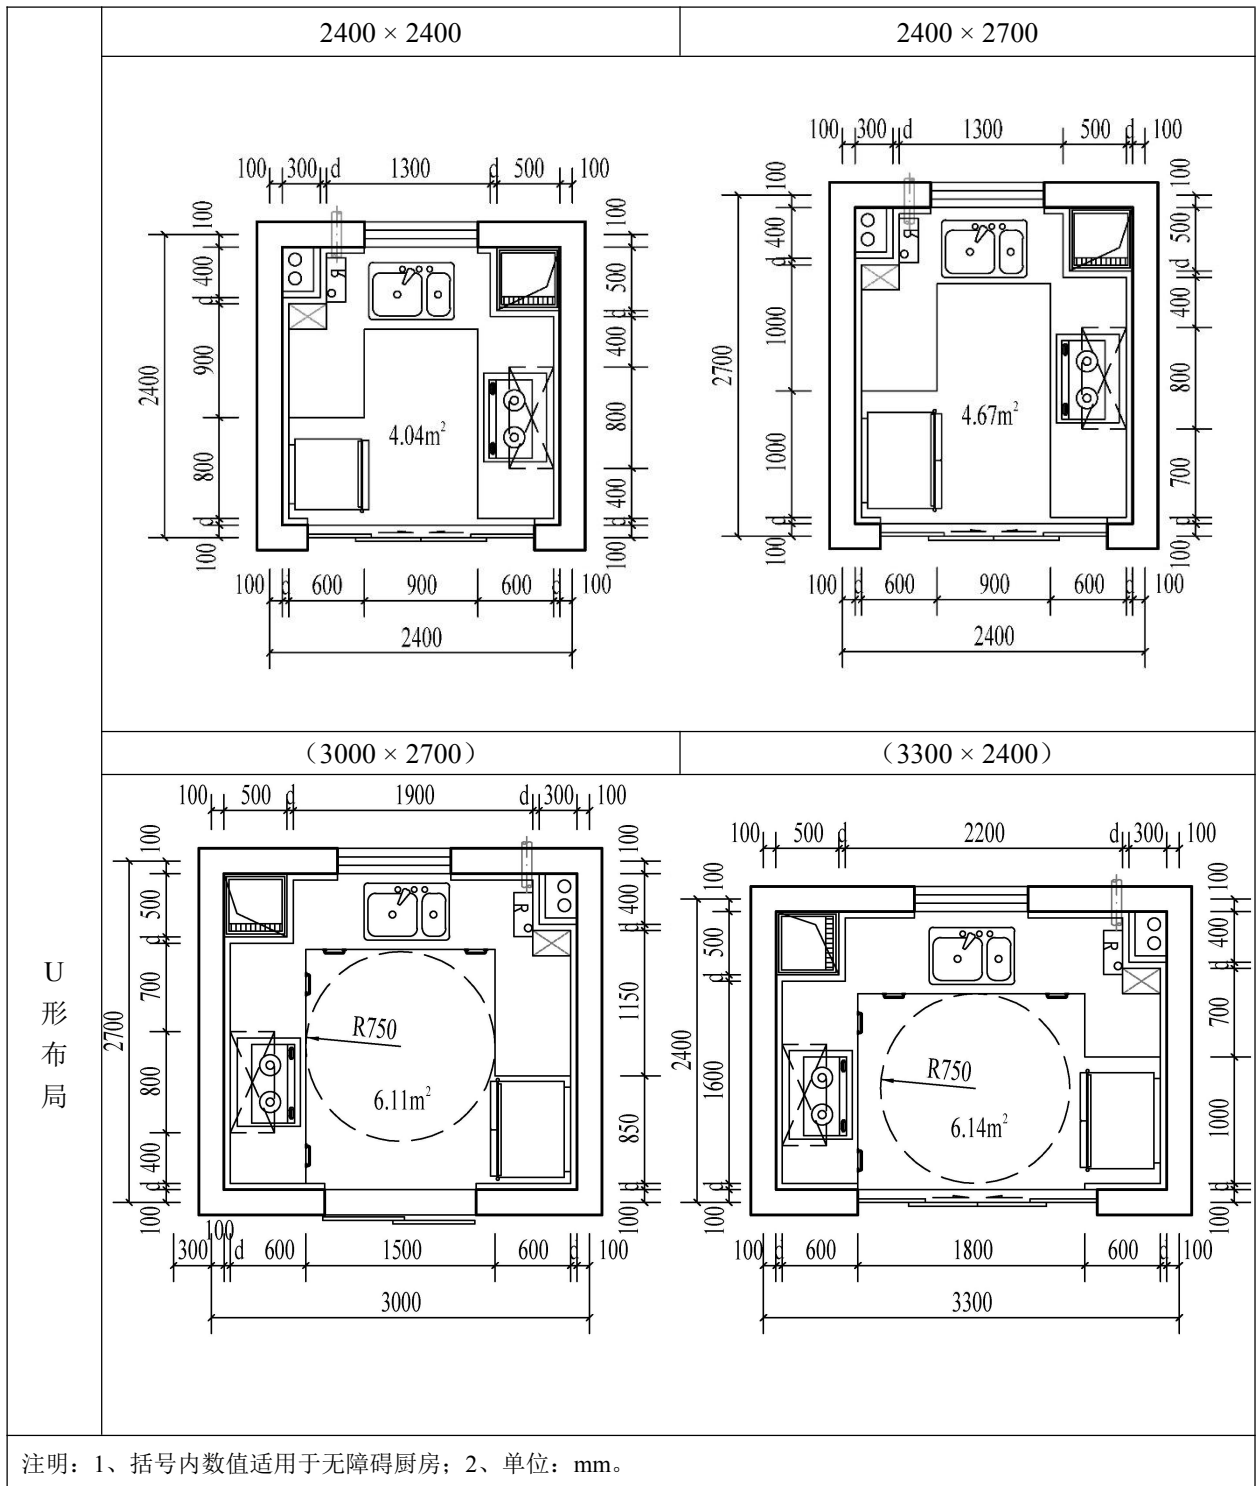 2400 × 2400
2400 × 2700
100 300 d 1300 d 500 100
100 400 d 900 800 d 100
2400
R
4.04m²
100 500 d 400 800 400 d 100
100 d 600 900 600 d 100
2400
100 300 d 1300 500 d 100
100 400 d 1000 1000 d 100
2700
R
4.67m²
100 500 d 400 800 700 d 100
100 d 600 900 600 d 100
2400
（3000 × 2700）
（3300 × 2400）
100 500 d 1900 d 300 100
100 500 d 700 800 400 d 100
2700
R
R750
6.11m²
100 400 d 1150 850 d 100
300 100 d 600 1500 600 d 100
3000
100 500 d 2200 d 300 100
100 500 d 1600 d 100
2400
R
R750
6.14m²
100 400 d 700 1000 d 100
100 d 600 1800 600 d 100
3300
U
形
布
局
注明：1、括号内数值适用于无障碍厨房；2、单位：mm。